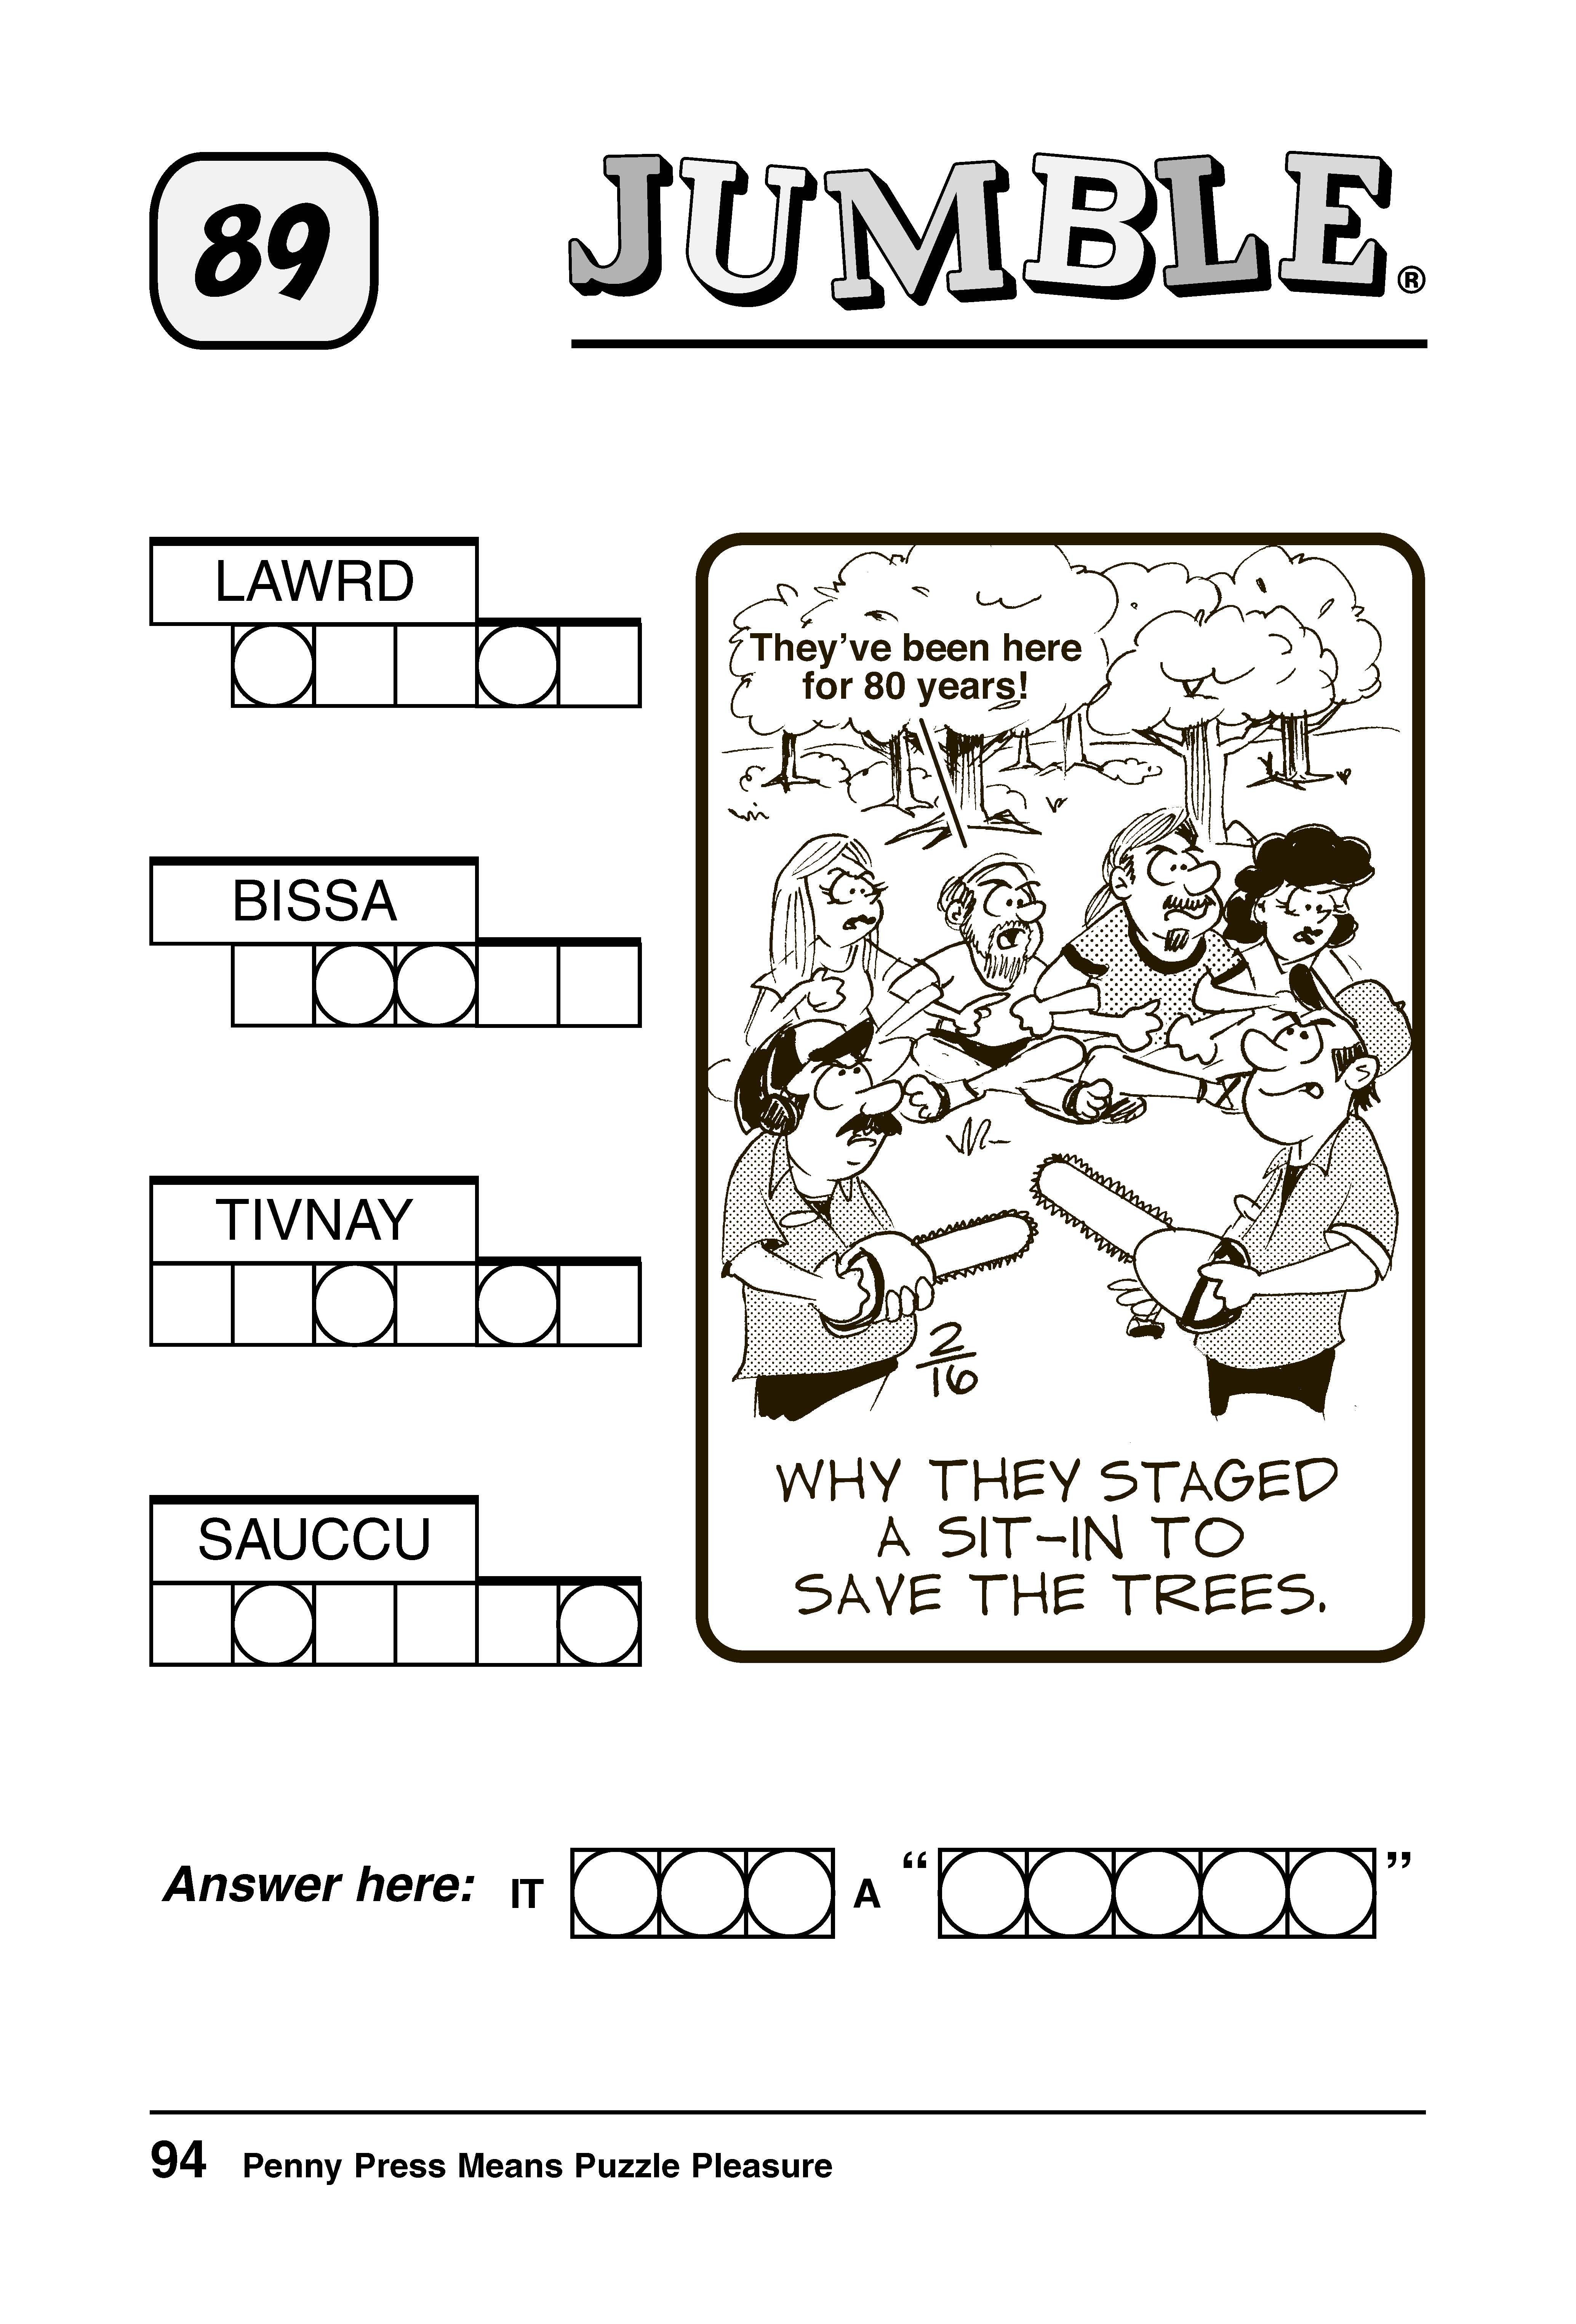 89
JUMBLE®
LAWRD
BISSA
TIVNAY
SAUCCU
They’ve been here
for 80 years!
2/16
WHY THEY STAGED
A SIT-IN TO
SAVE THE TREES.
Answer here: IT A “ ”
94 Penny Press Means Puzzle Pleasure